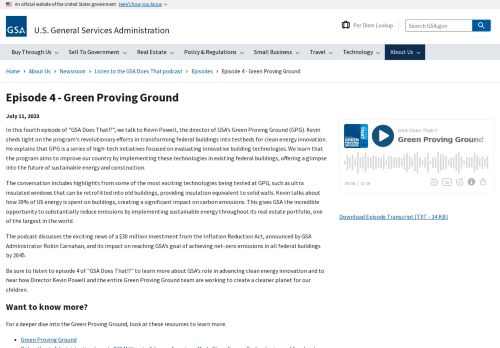 An official website of the United States government Here's how you know
GSA
U.S. General Services Administration
Per Diem Lookup
Search GSA.gov
Buy Through Us
Sell To Government
Real Estate
Policy & Regulations
Small Business
Travel
Technology
About Us
Home › About Us › Newsroom › Listen to the GSA Does That podcast › Episodes › Episode 4 - Green Proving Ground
Episode 4 - Green Proving Ground
July 11, 2023
In this fourth episode of "GSA Does That!?", we talk to Kevin Powell, the director of GSA's Green Proving Ground (GPG). Kevin
sheds light on the program's revolutionary efforts in transforming federal buildings into testbeds for clean energy innovation.
He explains that GPG is a series of high-tech initiatives focused on evaluating innovative building technologies. We learn that
the program aims to improve our country by implementing these technologies in existing federal buildings, offering a glimpse
into the future of sustainable energy and construction.
The conversation includes highlights from some of the most exciting technologies being tested at GPG, such as ultra
insulated windows that can be retrofitted into old buildings, providing insulation equivalent to solid walls. Kevin talks about
how 39% of US energy is spent on buildings, creating a significant impact on carbon emissions. This gives GSA the incredible
opportunity to substantially reduce emissions by implementing sustainable energy throughout its real estate portfolio, one
of the largest in the world.
The podcast discusses the exciting news of a $30 million investment from the Inflation Reduction Act, announced by GSA
Administrator Robin Carnahan, and its impact on reaching GSA's goal of achieving net-zero emissions in all federal buildings
by 2045.
Be sure to listen to episode 4 of "GSA Does That!?" to learn more about GSA's role in advancing clean energy innovation and to
hear how Director Kevin Powell and the entire Green Proving Ground team are working to create a cleaner planet for our
children.
Want to know more?
For a deeper dive into the Green Proving Ground, look at these resources to learn more.
Green Proving Ground
GSA Does That!?
Green Proving Ground
Download Episode Transcript [TXT - 34 KB]